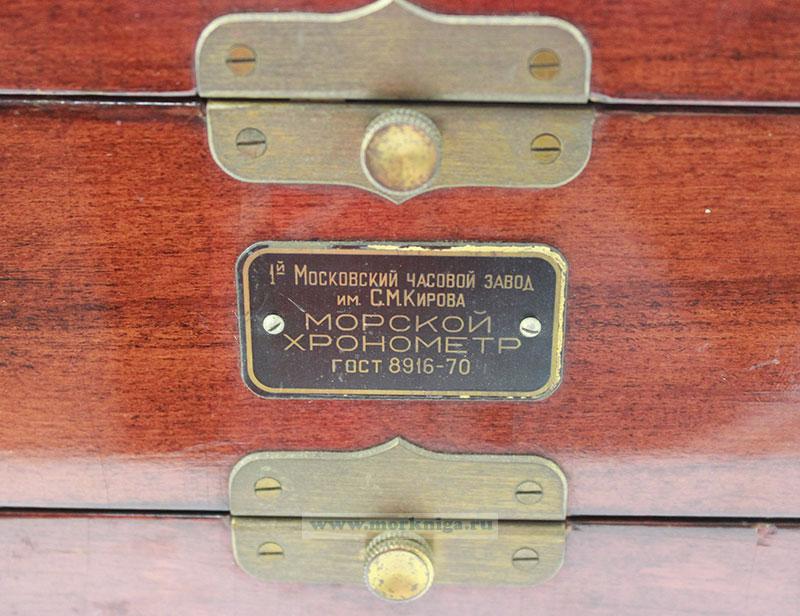 1й Московский часовой завод
им. С.М.Кирова
МОРСКОЙ
ХРОНОМЕТР
ГОСТ 8916-70
www.morkniga.ru